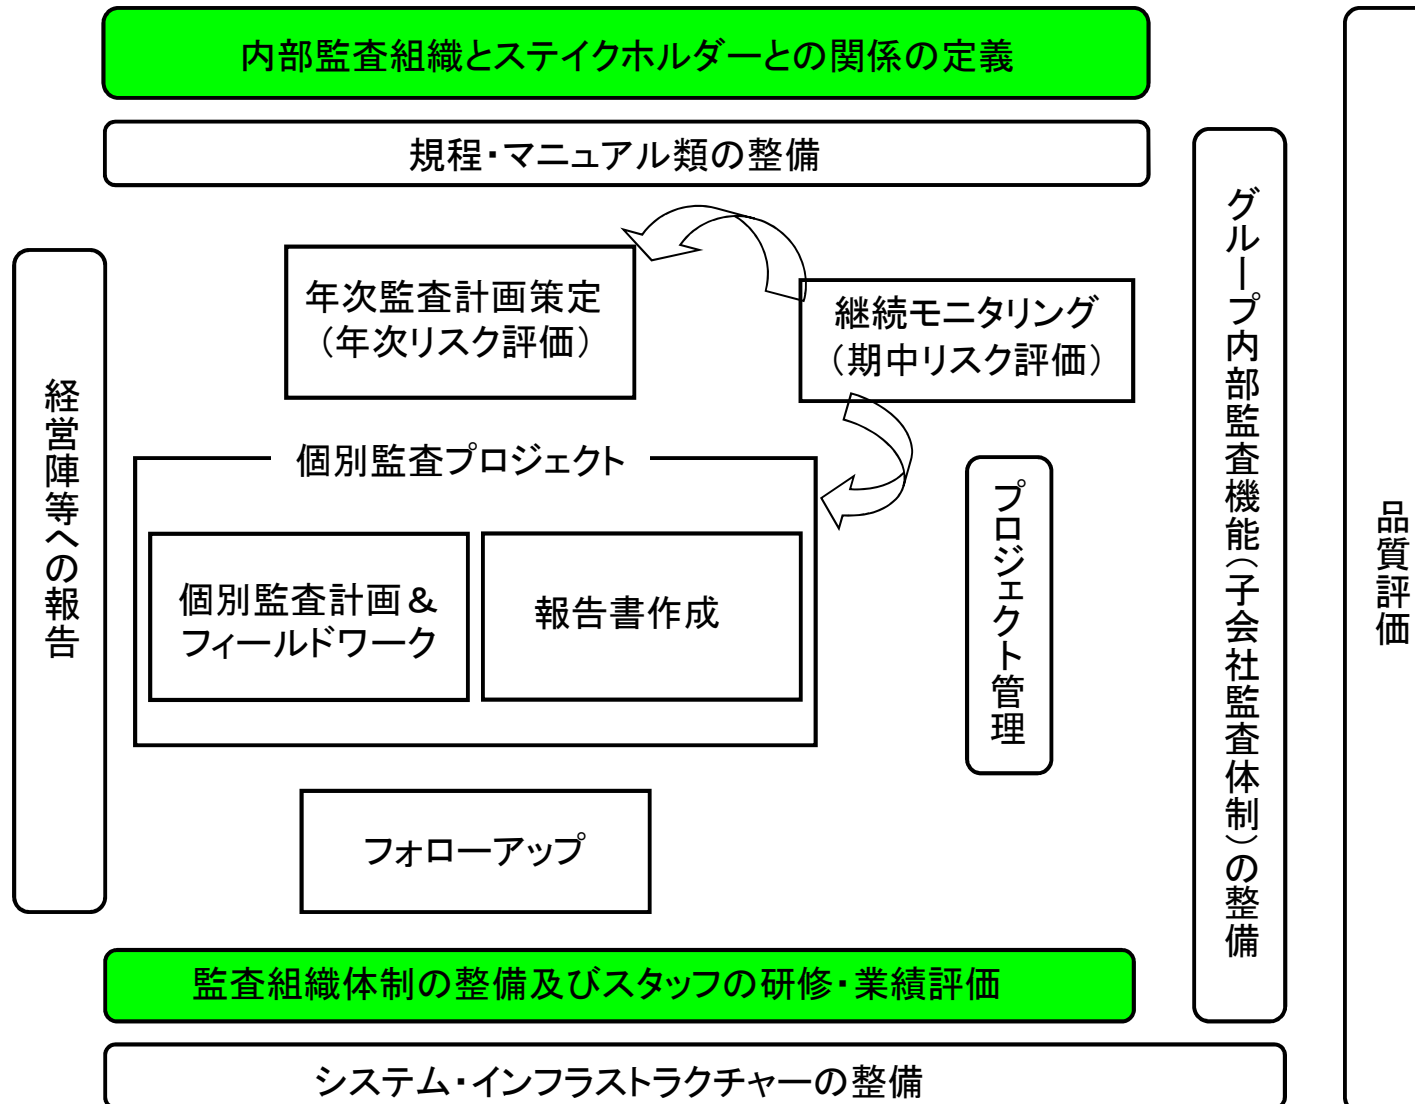 内部監査組織とステイクホルダーとの関係の定義
規程・マニュアル類の整備
年次監査計画策定
（年次リスク評価）
継続モニタリング
（期中リスク評価）
経営陣等への報告
個別監査プロジェクト
個別監査計画＆
フィールドワーク
報告書作成
プロジェクト管理
グループ内部監査機能（子会社監査体制）の整備
品質評価
フォローアップ
監査組織体制の整備及びスタッフの研修・業績評価
システム・インフラストラクチャーの整備